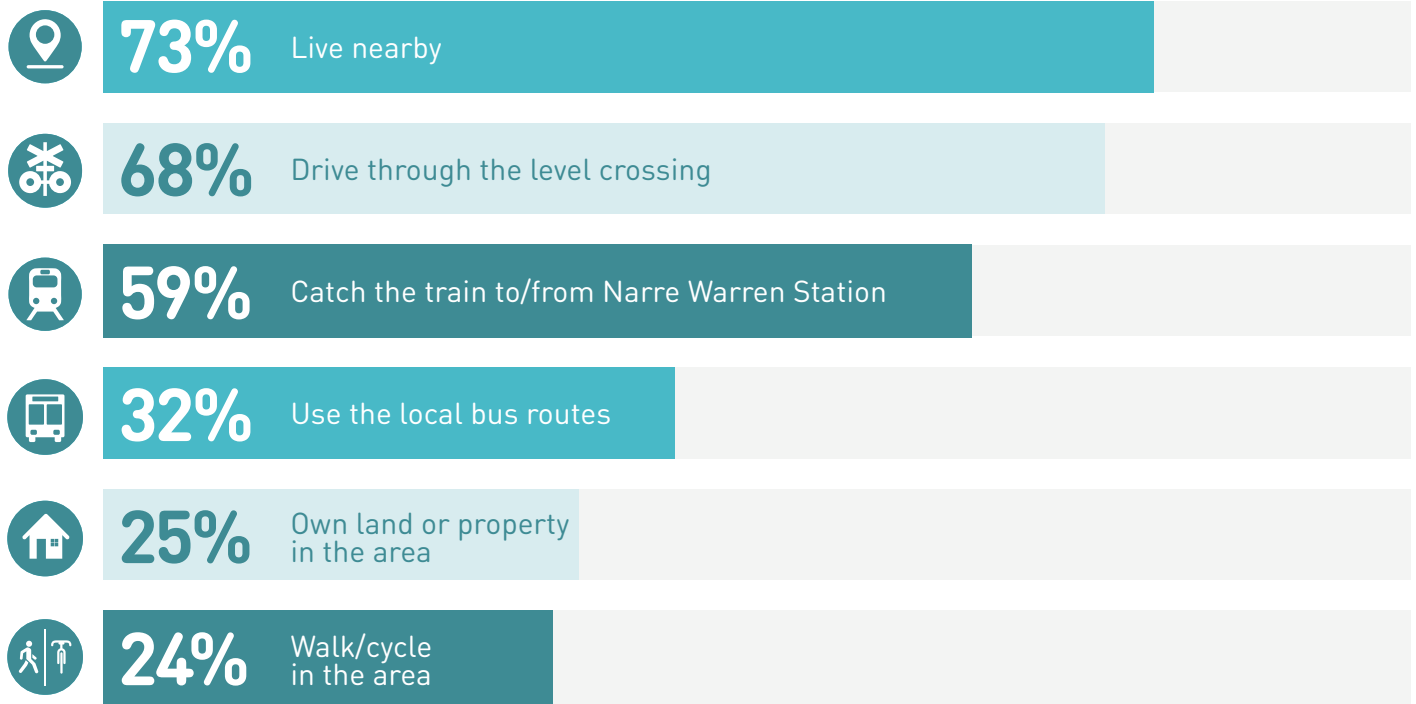 73% Live nearby
68% Drive through the level crossing
59% Catch the train to/from Narre Warren Station
32% Use the local bus routes
25% Own land or property
in the area
24% Walk/cycle
in the area